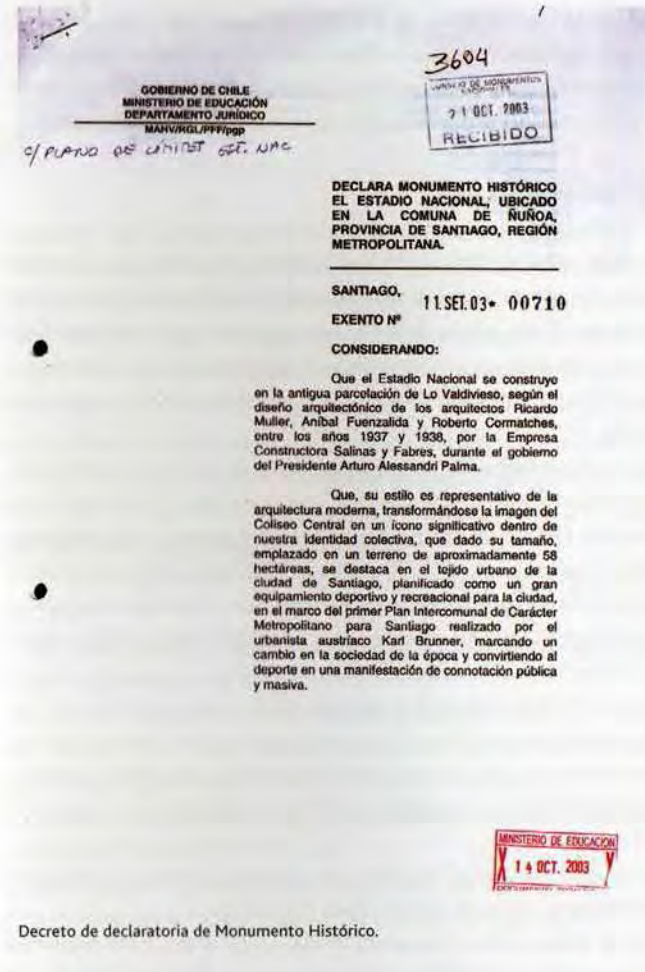 1
3604
GOBIERNO DE CHILE
MINISTERIO DE EDUCACIÓN
DEPARTAMENTO JURÍDICO
MAHV/RGL/PFF/pgp
CONSEJO DE MONUMENTOS
21 OCT. 2003
RECIBIDO
C/ PLANO DE LÍMITES EST. NAC
DECLARA MONUMENTO HISTÓRICO
EL ESTADIO NACIONAL, UBICADO
EN LA COMUNA DE ÑUÑOA,
PROVINCIA DE SANTIAGO, REGIÓN
METROPOLITANA.
SANTIAGO,
11.SET.03* 00710
EXENTO Nº
CONSIDERANDO:
Que el Estadio Nacional se construye
en la antigua parcelación de Lo Valdivieso, según el
diseño arquitectónico de los arquitectos Ricardo
Muller, Aníbal Fuenzalida y Roberto Cormatches,
entre los años 1937 y 1938, por la Empresa
Constructora Salinas y Fabres, durante el gobierno
del Presidente Arturo Alessandri Palma.
Que, su estilo es representativo de la
arquitectura moderna, transformándose la imagen del
Coliseo Central en un ícono significativo dentro de
nuestra identidad colectiva, que dado su tamaño,
emplazado en un terreno de aproximadamente 58
hectáreas, se destaca en el tejido urbano de la
ciudad de Santiago, planificado como un gran
equipamiento deportivo y recreacional para la ciudad,
en el marco del primer Plan Intercomunal de Carácter
Metropolitano para Santiago realizado por el
urbanista austríaco Karl Brunner, marcando un
cambio en la sociedad de la época y convirtiendo al
deporte en una manifestación de connotación pública
y masiva.
MINISTERIO DE EDUCACION
14 OCT. 2003
Decreto de declaratoria de Monumento Histórico.